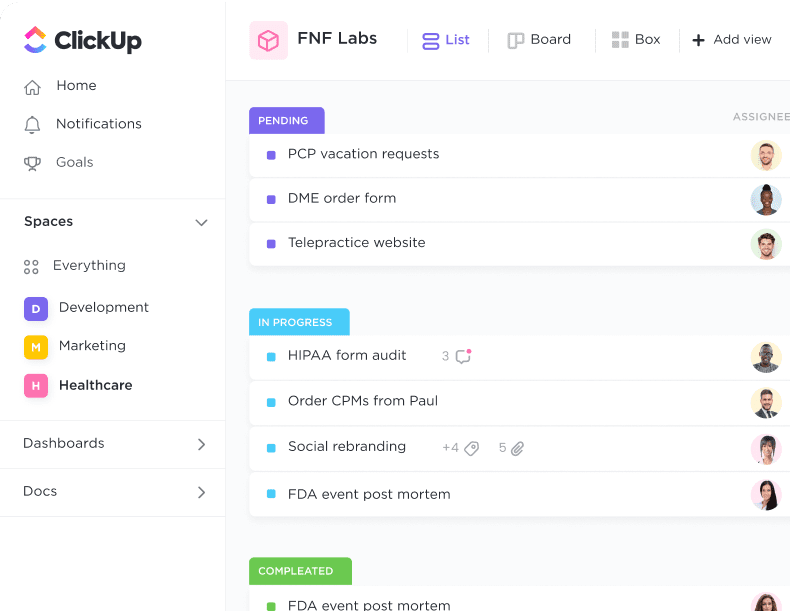 ClickUp
Home
Notifications
Goals
Spaces
Everything
D Development
M Marketing
H Healthcare
Dashboards
Docs
FNF Labs
List
Board
Box
+ Add view
PENDING
ASSIGNEE
PCP vacation requests
DME order form
Telepractice website
IN PROGRESS
HIPAA form audit 3
Order CPMs from Paul
Social rebranding +4 5
FDA event post mortem
COMPLEATED
FDA event post mortem